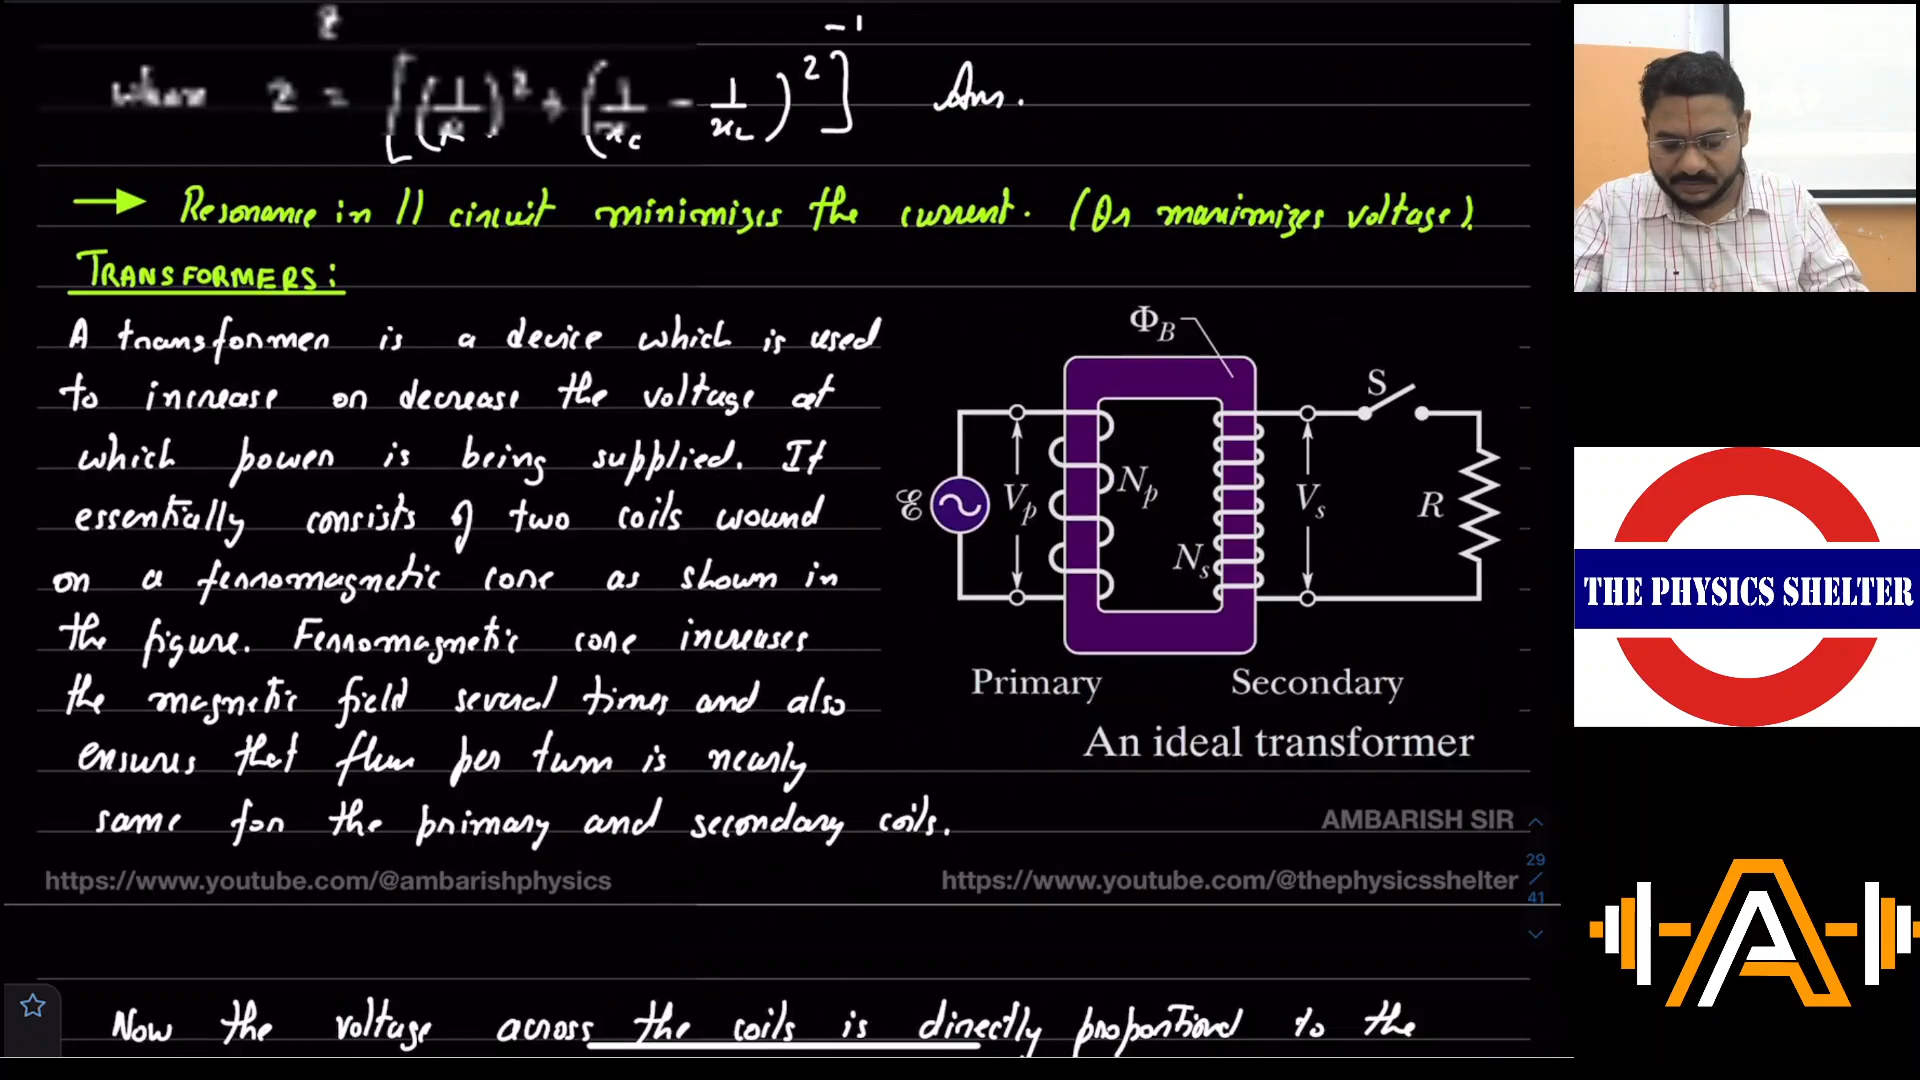 z
where z = [(1/R)² + (1/x_C - 1/x_L)²]⁻¹ Ans.
→ Resonance in // circuit minimizes the current. (Or maximizes voltage).
TRANSFORMERS:
A transformer is a device which is used
to increase or decrease the voltage at
which power is being supplied. It
essentially consists of two coils wound
on a ferromagnetic core as shown in
the figure. Ferromagnetic core increases
the magnetic field several times and also
ensures that flux per turn is nearly
same for the primary and secondary coils.
Φ_B
S
ℰ
V_p
N_p
N_s
V_s
R
Primary
Secondary
An ideal transformer
AMBARISH SIR
https://www.youtube.com/@ambarishphysics
https://www.youtube.com/@thephysicsshelter
29
/
41
Now the voltage across the coils is directly proportional to the
THE PHYSICS SHELTER
A